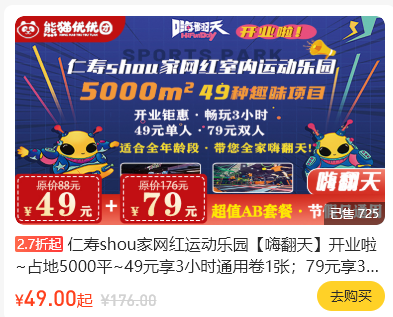 熊猫优优团
嗨翻天
HiFunDay
开业啦!
SPORTS PARK
仁寿shou家网红室内运动乐园
5000m² 49种趣味项目
开业钜惠·畅玩3小时
49元单人·79元双人
适合全年龄段·带您全家嗨翻天!
原价88元
¥49元
+
原价176元
¥79元
嗨翻天
超值AB套餐·节
已售 725
2.7折起 仁寿shou家网红运动乐园【嗨翻天】开业啦
~占地5000平~49元享3小时通用卷1张；79元享3...
¥49.00起 ¥176.00
去购买